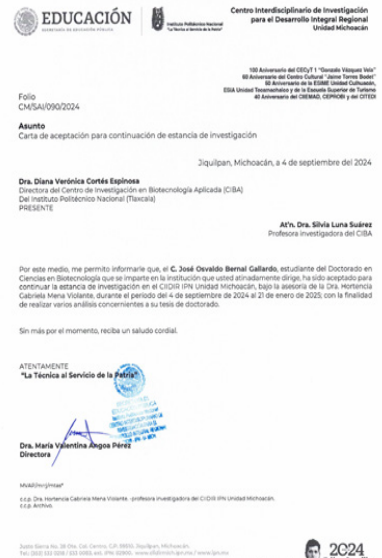 EDUCACIÓN
SECRETARÍA DE EDUCACIÓN PÚBLICA
Instituto Politécnico Nacional
"La Técnica al Servicio de la Patria"
Centro Interdisciplinario de Investigación
para el Desarrollo Integral Regional
Unidad Michoacán
100 Aniversario del CECyT 1 "Gonzalo Vázquez Vela"
60 Aniversario del Centro Cultural "Jaime Torres Bodet"
50 Aniversario de la ESIME Unidad Culhuacán,
ESIA Unidad Tecamachalco y de la Escuela Superior de Turismo
40 Aniversario del CIIEMAD, CEPROBI y del CITEDI
Folio
CM/SAI/090/2024
Asunto
Carta de aceptación para continuación de estancia de investigación
Jiquilpan, Michoacán, a 4 de septiembre del 2024
Dra. Diana Verónica Cortés Espinosa
Directora del Centro de Investigación en Biotecnología Aplicada (CIBA)
Del Instituto Politécnico Nacional (Tlaxcala)
PRESENTE
At'n. Dra. Silvia Luna Suárez
Profesora investigadora del CIBA
Por este medio, me permito informarle que, el C. José Osvaldo Bernal Gallardo, estudiante del Doctorado en
Ciencias en Biotecnología que se imparte en la institución que usted atinadamente dirige, ha sido aceptado para
continuar la estancia de investigación en el CIIDIR IPN Unidad Michoacán, bajo la asesoría de la Dra. Hortencia
Gabriela Mena Violante, durante el periodo del 4 de septiembre de 2024 al 21 de enero de 2025; con la finalidad
de realizar varios análisis concernientes a su tesis de doctorado.
Sin más por el momento, reciba un saludo cordial.
ATENTAMENTE
"La Técnica al Servicio de la Patria"
Dra. María Valentina Angoa Pérez
Directora
MVAP/mrij/mtas*
c.c.p. Dra. Hortencia Gabriela Mena Violante. -profesora investigadora del CIIDIR IPN Unidad Michoacán.
c.c.p. Archivo.
Justo Sierra No. 28 Ote. Col. Centro, C.P. 59510, Jiquilpan, Michoacán.
2024